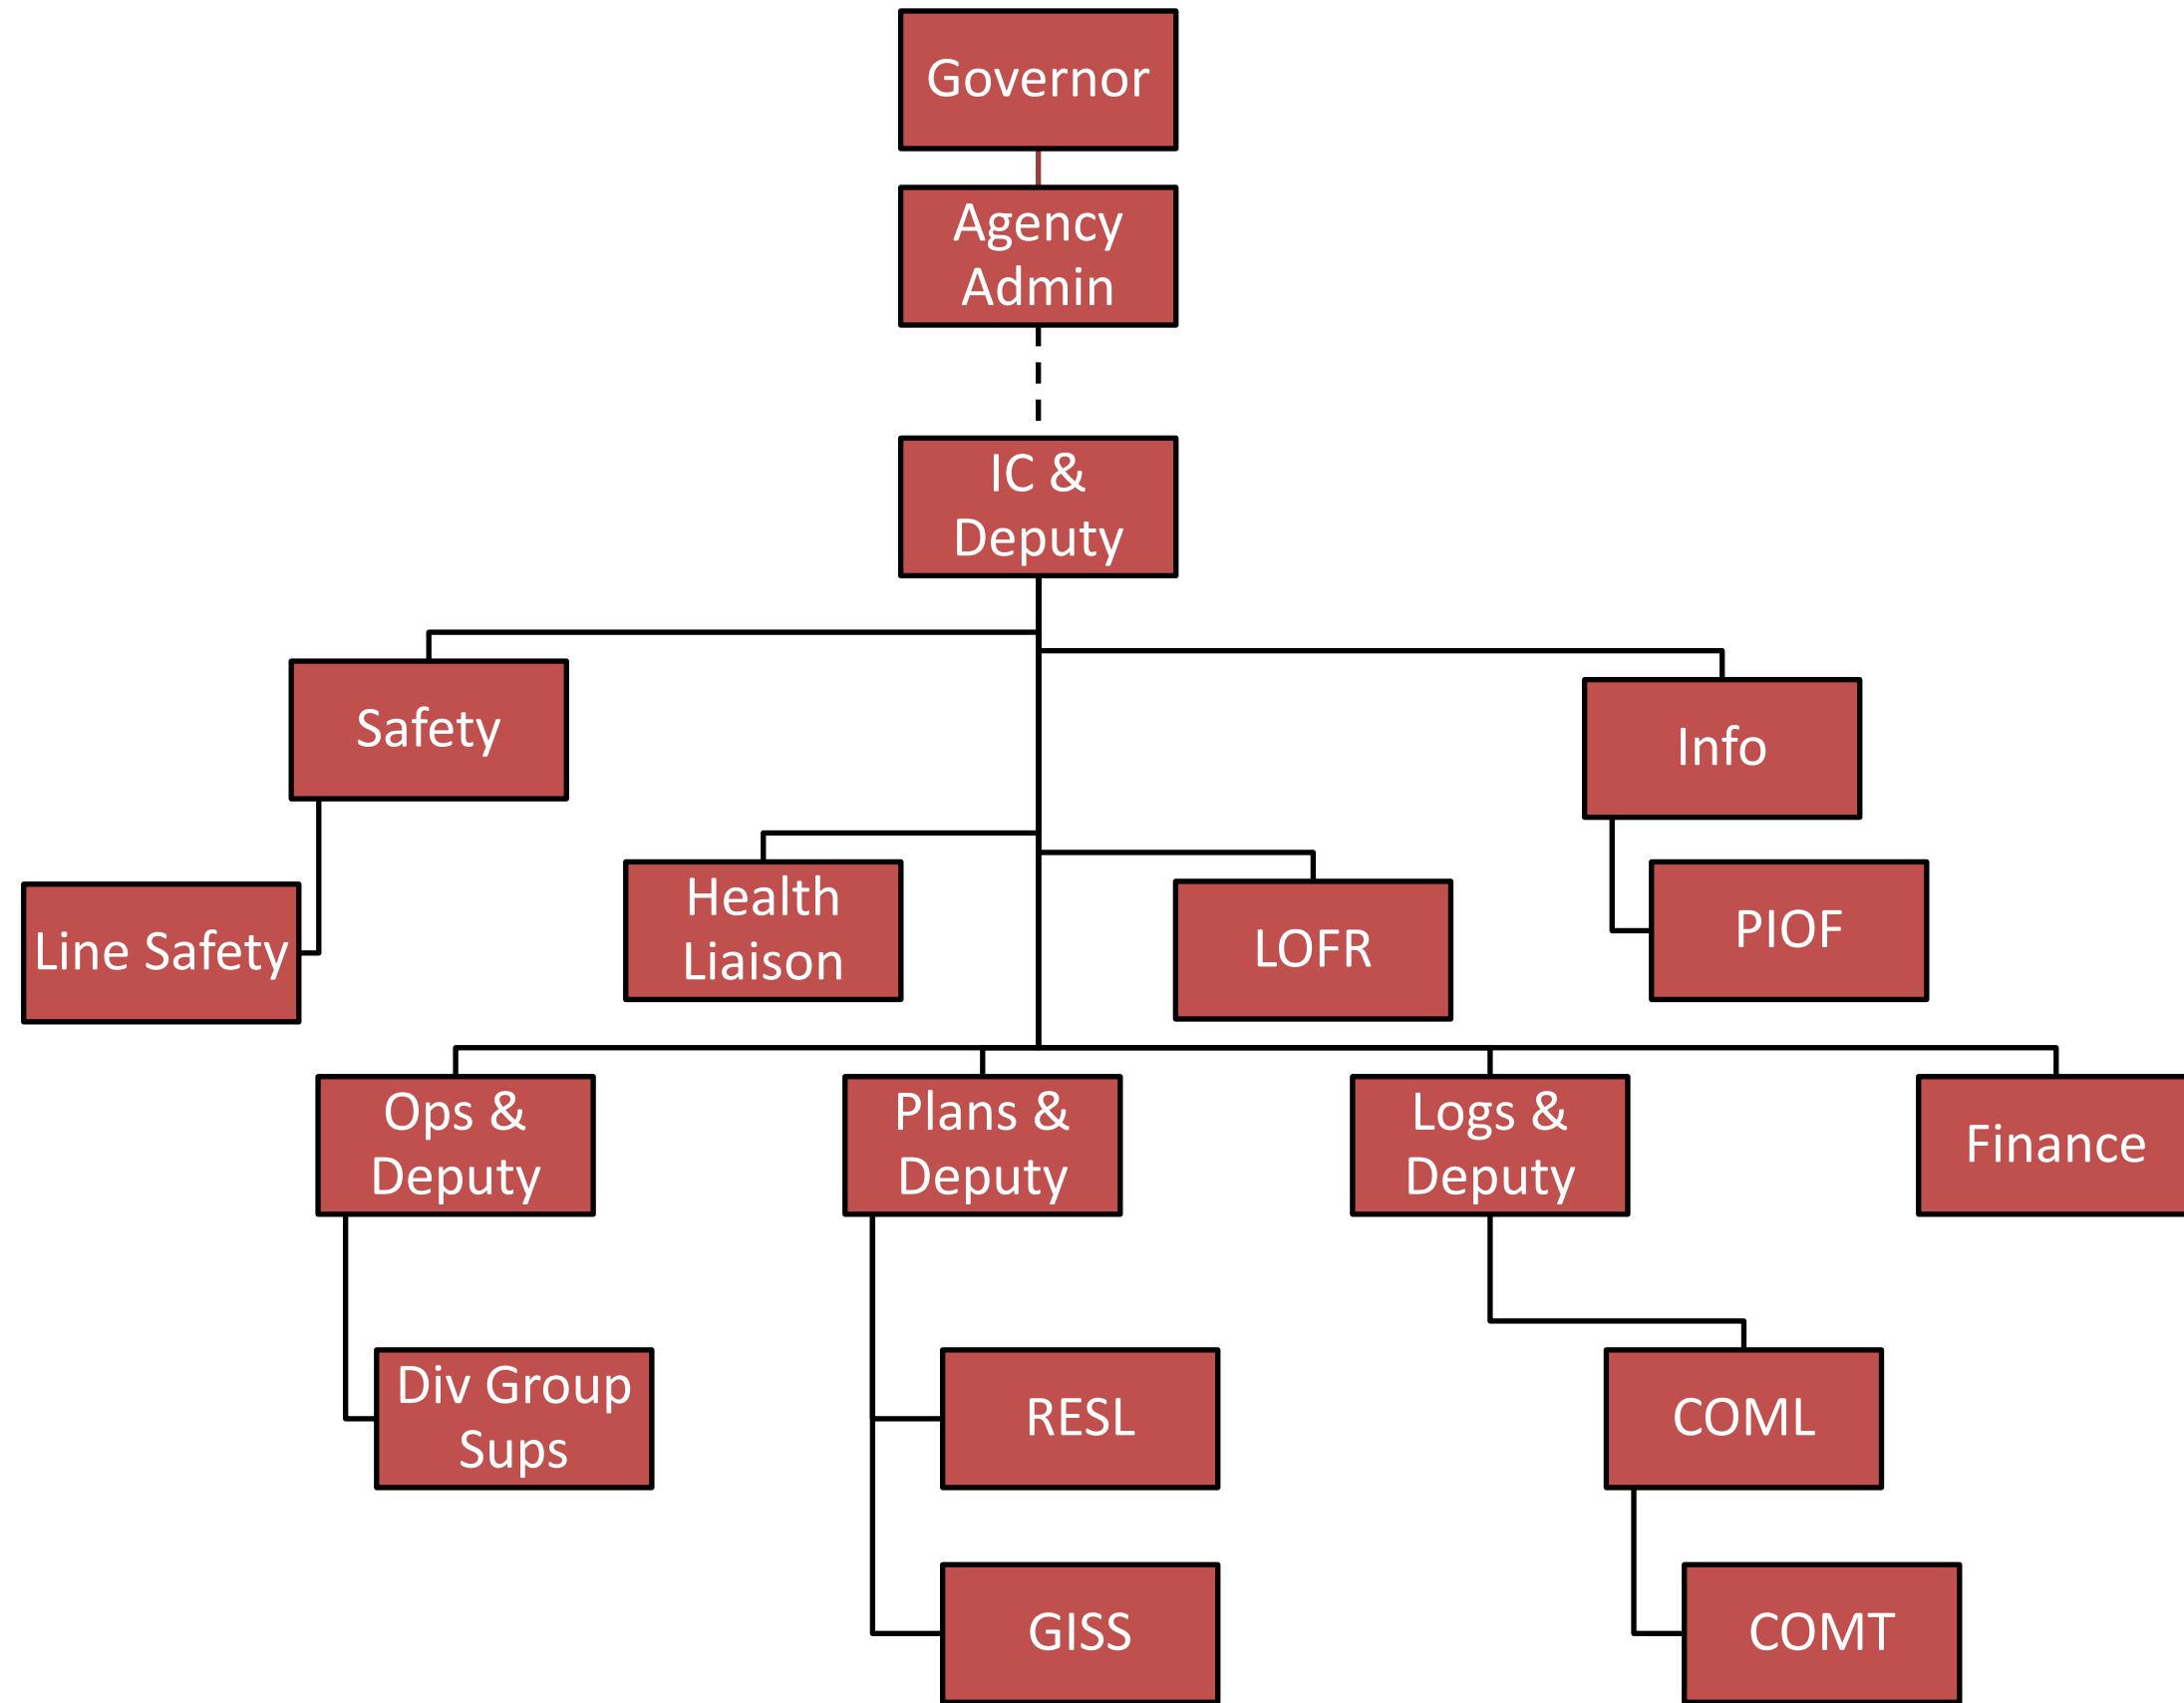 Governor
Agency
Admin
IC &
Deputy
Safety
Info
Line Safety
Health
Liaison
LOFR
PIOF
Ops &
Deputy
Plans &
Deputy
Logs &
Deputy
Finance
Div Group
Sups
RESL
COML
GISS
COMT